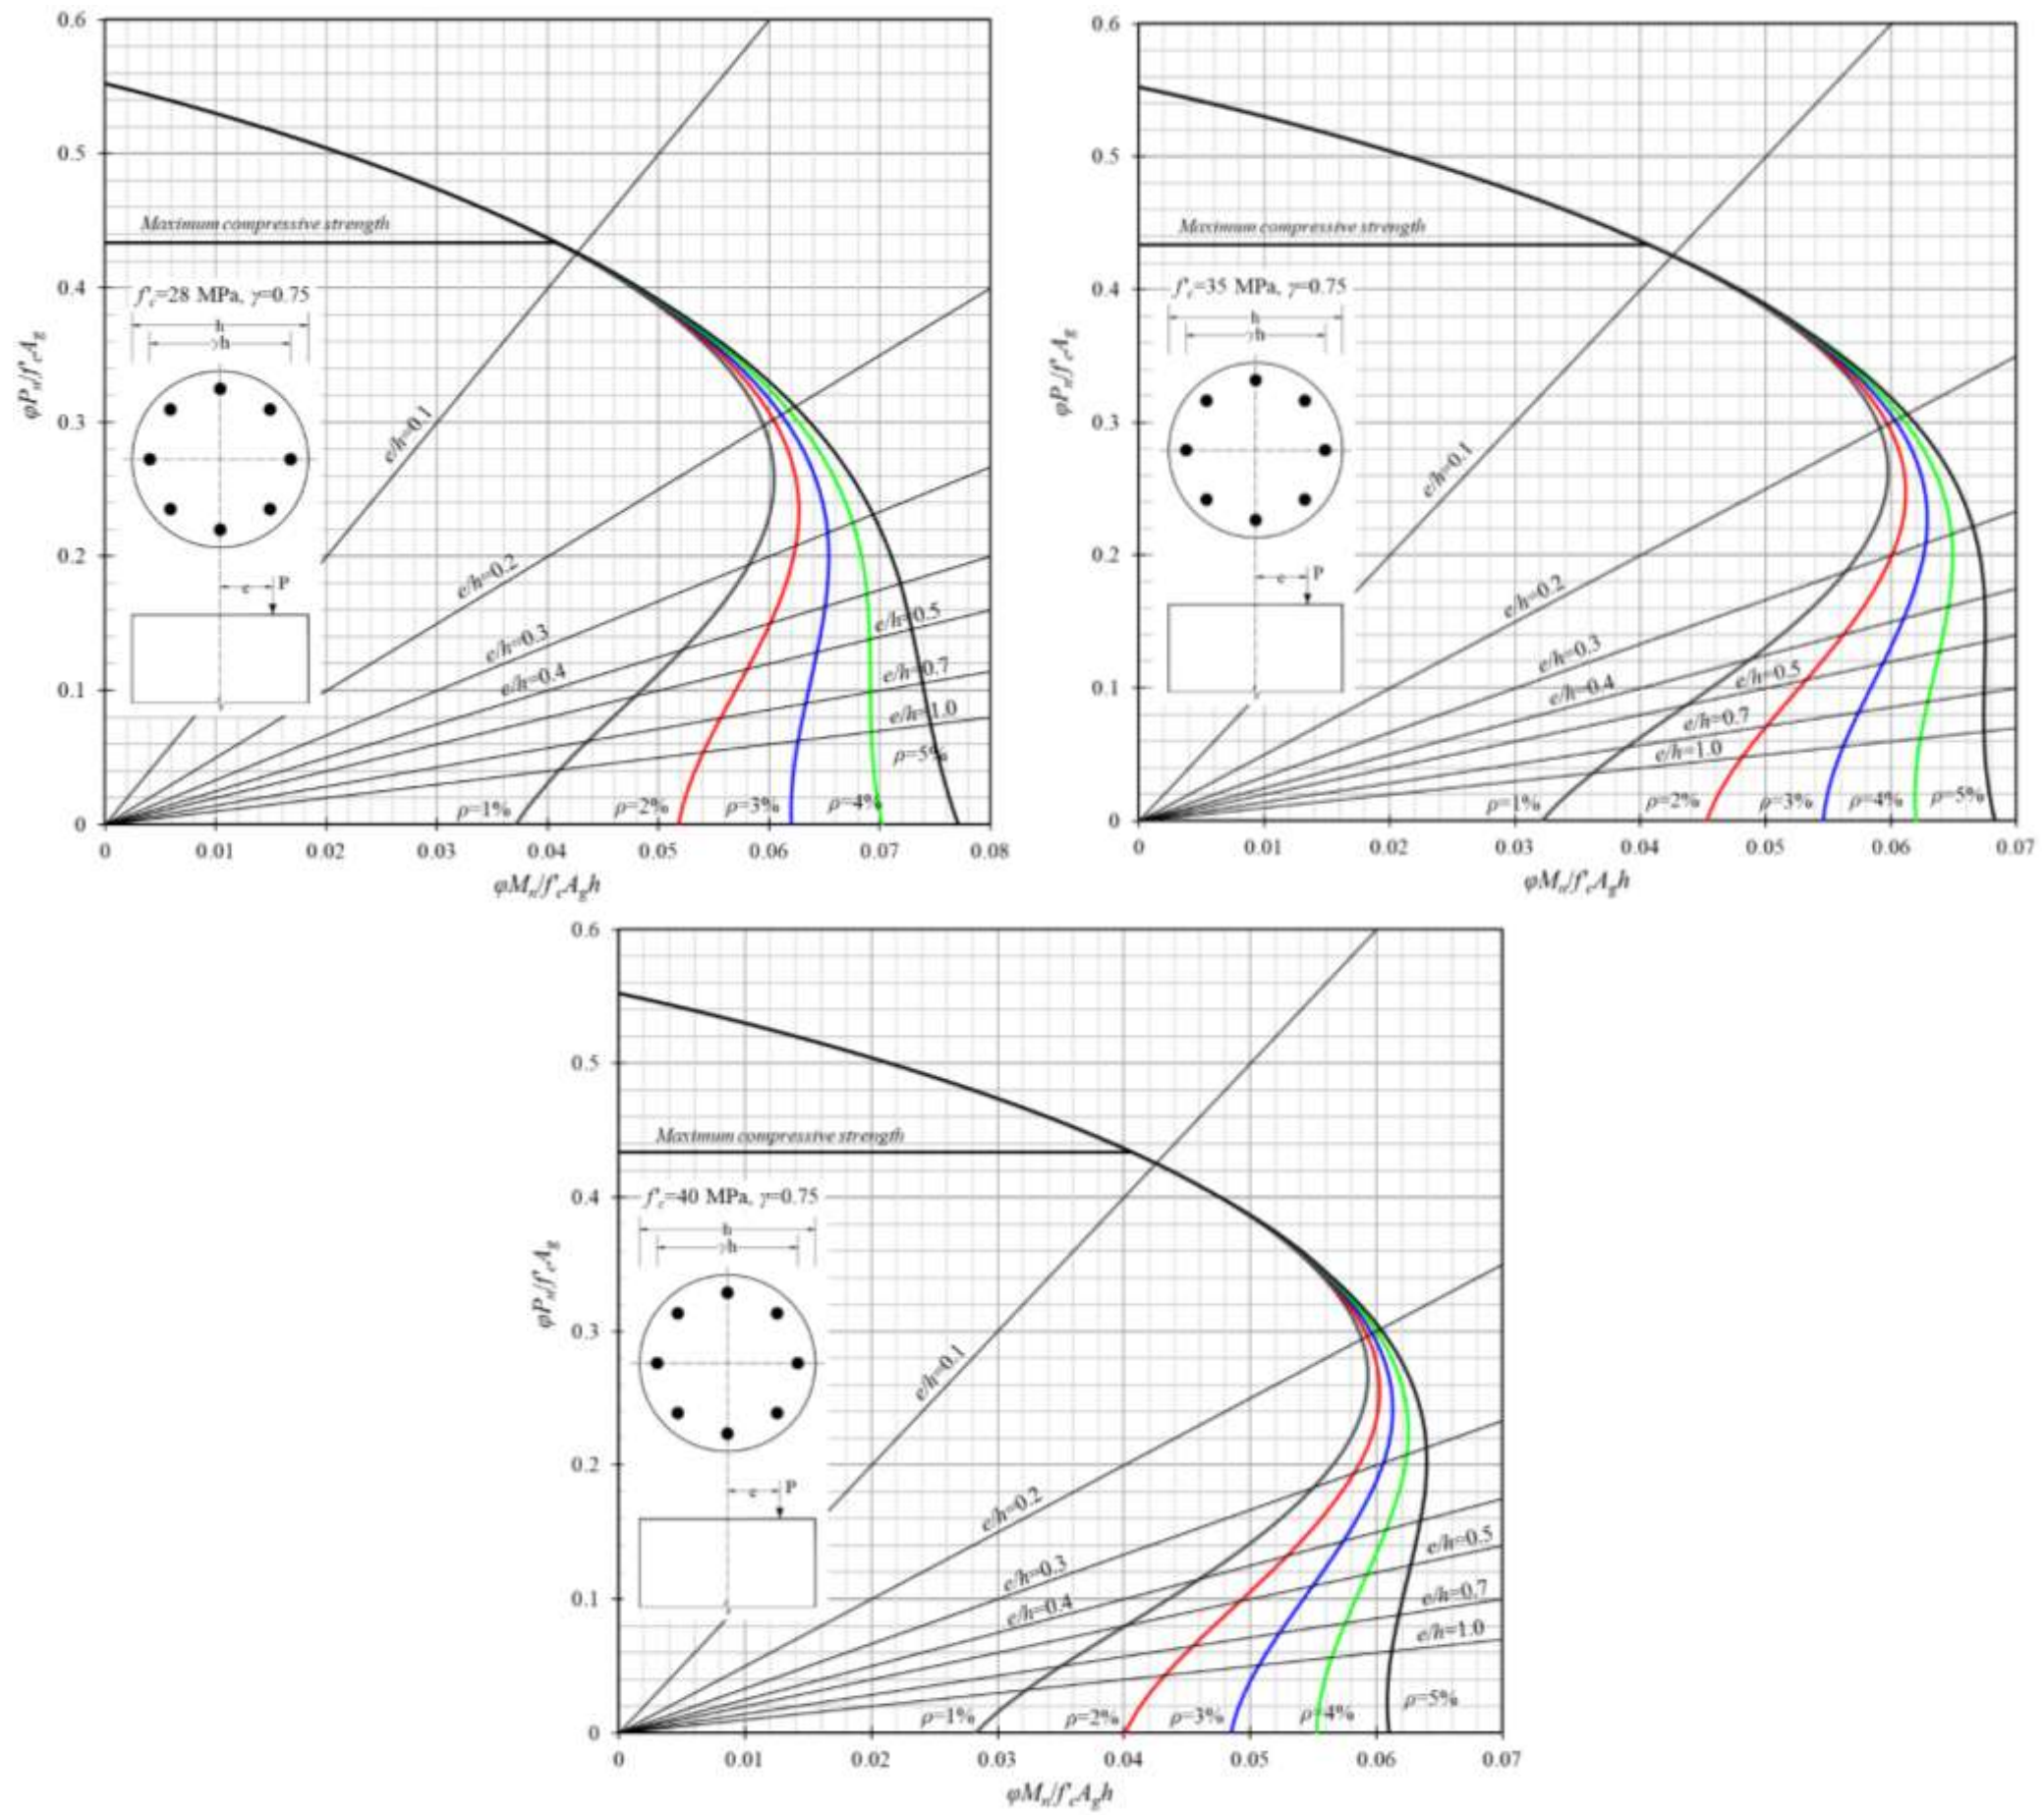 0.6
0.5
0.4
0.3
0.2
0.1
0
φPn/f'cAg
Maximum compressive strength
f'c=28 MPa, γ=0.75
h
γh
e
P
e/h=0.1
e/h=0.2
e/h=0.3
e/h=0.4
e/h=0.5
e/h=0.7
e/h=1.0
ρ=5%
ρ=1%
ρ=2%
ρ=3%
ρ=4%
0 0.01 0.02 0.03 0.04 0.05 0.06 0.07 0.08
φMn/f'cAgh
0.6
0.5
0.4
0.3
0.2
0.1
0
φPn/f'cAg
Maximum compressive strength
f'c=35 MPa, γ=0.75
h
γh
e
P
e/h=0.1
e/h=0.2
e/h=0.3
e/h=0.4
e/h=0.5
e/h=0.7
e/h=1.0
ρ=1%
ρ=2%
ρ=3%
ρ=4%
ρ=5%
0 0.01 0.02 0.03 0.04 0.05 0.06 0.07
φMn/f'cAgh
0.6
0.5
0.4
0.3
0.2
0.1
0
φPn/f'cAg
Maximum compressive strength
f'c=40 MPa, γ=0.75
h
γh
e
P
e/h=0.1
e/h=0.2
e/h=0.3
e/h=0.4
e/h=0.5
e/h=0.7
e/h=1.0
ρ=1%
ρ=2%
ρ=3%
ρ=4%
ρ=5%
0 0.01 0.02 0.03 0.04 0.05 0.06 0.07
φMn/f'cAgh